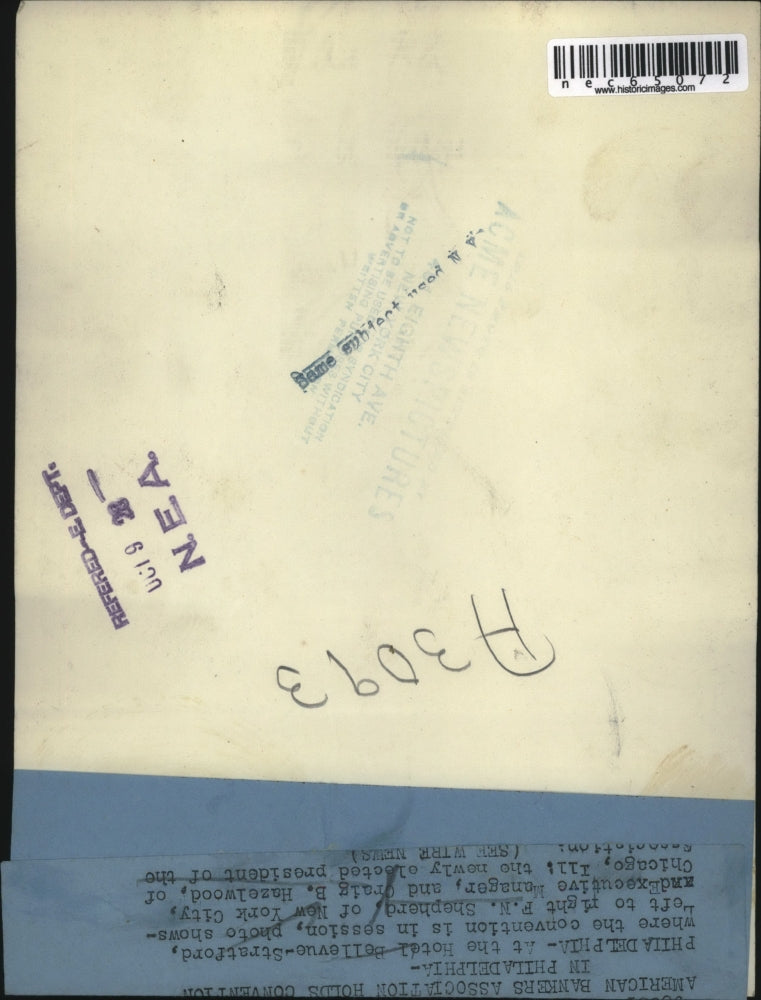 nec65072
www.historicimages.com
ACME NEWSPICTURES
461 EIGHTH AVE.
NEW YORK CITY
Same subject
REFERED-E. DEPT.
OCT 9 28
N.E.A.
A3093
AMERICAN BANKERS ASSOCIATION HOLDS CONVENTION
IN PHILADELPHIA-
PHILADELPHIA- At the Hotel Bellevue-Stratford,
where the convention is in session, photo shows-
Left to right F.N. Shepherd, of New York City,
Executive Manager, and Craig B. Hazelwood, of
Chicago, Ill; the newly elected president of the
association: (SEE WIRE NEWS)